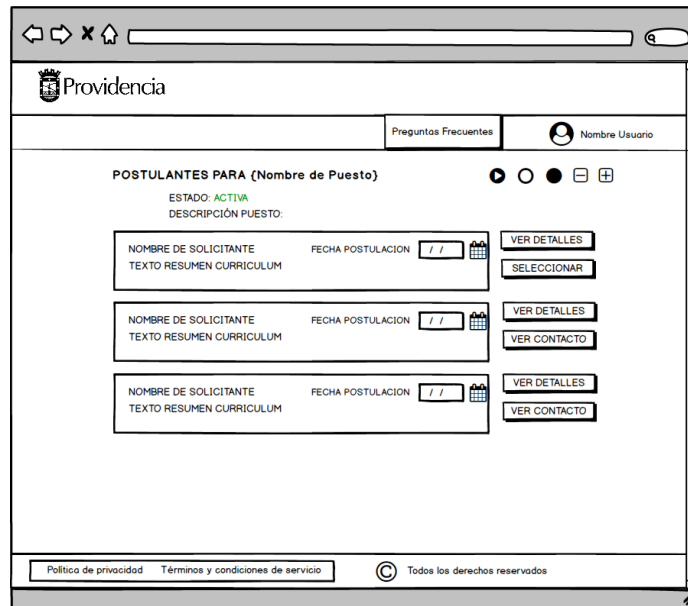 Providencia
Preguntas Frecuentes
Nombre Usuario
POSTULANTES PARA {Nombre de Puesto}
ESTADO: ACTIVA
DESCRIPCIÓN PUESTO:
NOMBRE DE SOLICITANTE FECHA POSTULACION / / VER DETALLES
TEXTO RESUMEN CURRICULUM SELECCIONAR
NOMBRE DE SOLICITANTE FECHA POSTULACION / / VER DETALLES
TEXTO RESUMEN CURRICULUM VER CONTACTO
NOMBRE DE SOLICITANTE FECHA POSTULACION / / VER DETALLES
TEXTO RESUMEN CURRICULUM VER CONTACTO
Política de privacidad Términos y condiciones de servicio © Todos los derechos reservados